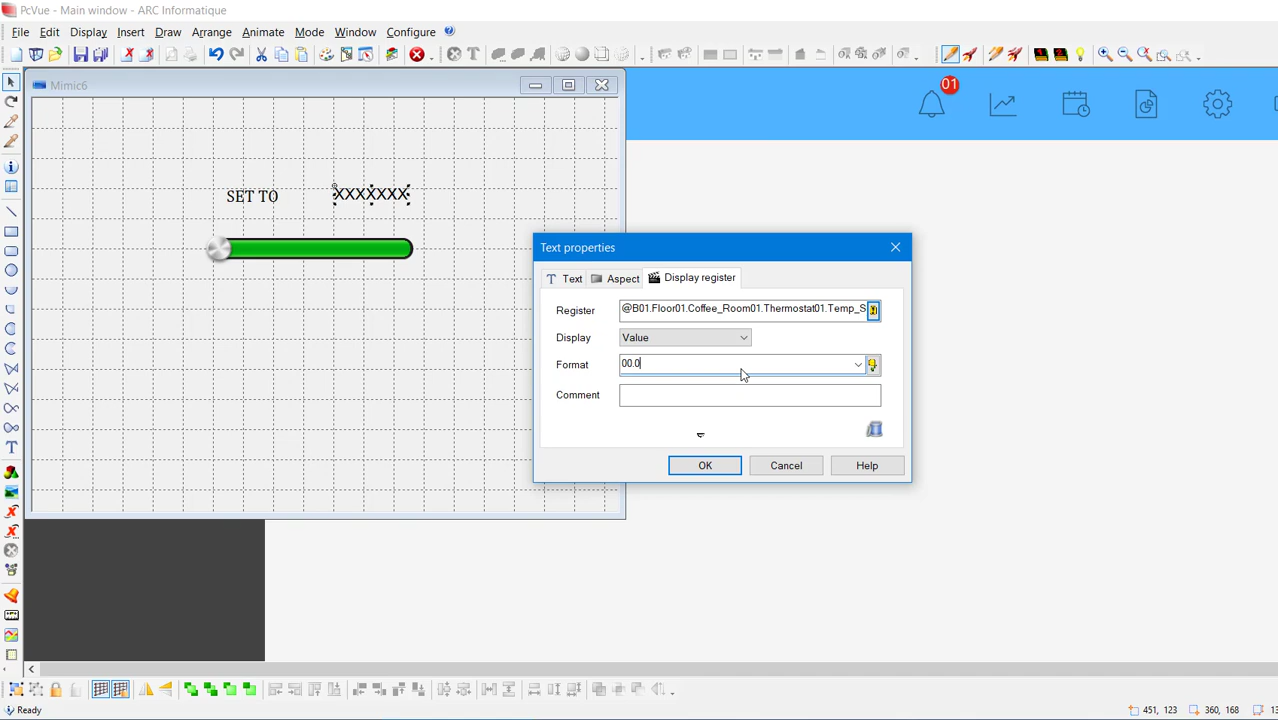 PcVue - Main window - ARC Informatique
File Edit Display Insert Draw Arrange Animate Mode Window Configure
Mimic6
01
SET TO XXXXXXX
Text properties
Text Aspect Display register
Register @B01.Floor01.Coffee_Room01.Thermostat01.Temp_S
Display Value
Format 00.0
Comment
OK Cancel Help
Ready 451, 123 360, 168 13